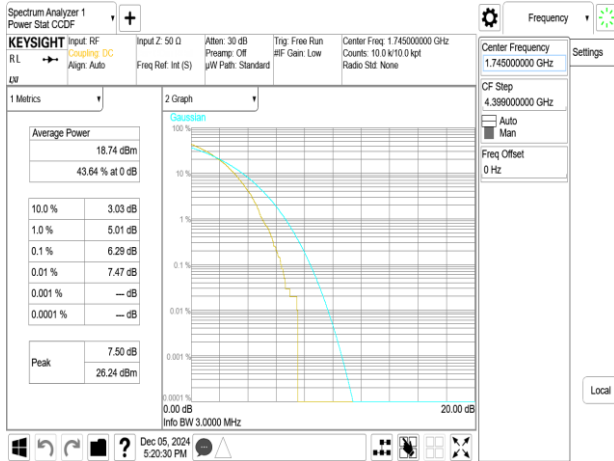 Spectrum Analyzer 1
Power Stat CCDF
KEYSIGHT
RL
Input: RF
Coupling: DC
Align: Auto
Input Z: 50 Ω
Freq Ref: Int (S)
Atten: 30 dB
Preamp: Off
µW Path: Standard
Trig: Free Run
#IF Gain: Low
Center Freq: 1.745000000 GHz
Counts: 10.0 k/10.0 kpt
Radio Std: None
1 Metrics
Average Power
18.74 dBm
43.64 % at 0 dB
10.0 % 3.03 dB
1.0 % 5.01 dB
0.1 % 6.29 dB
0.01 % 7.47 dB
0.001 % --- dB
0.0001 % --- dB
Peak
7.50 dB
26.24 dBm
2 Graph
Gaussian
100 %
10 %
1 %
0.1 %
0.01 %
0.001 %
0.0001 %
0.00 dB 20.00 dB
Info BW 3.0000 MHz
Dec 05, 2024
5:20:30 PM
?
Frequency
Center Frequency
1.745000000 GHz
CF Step
4.399000000 GHz
Auto
Man
Freq Offset
0 Hz
Settings
Local